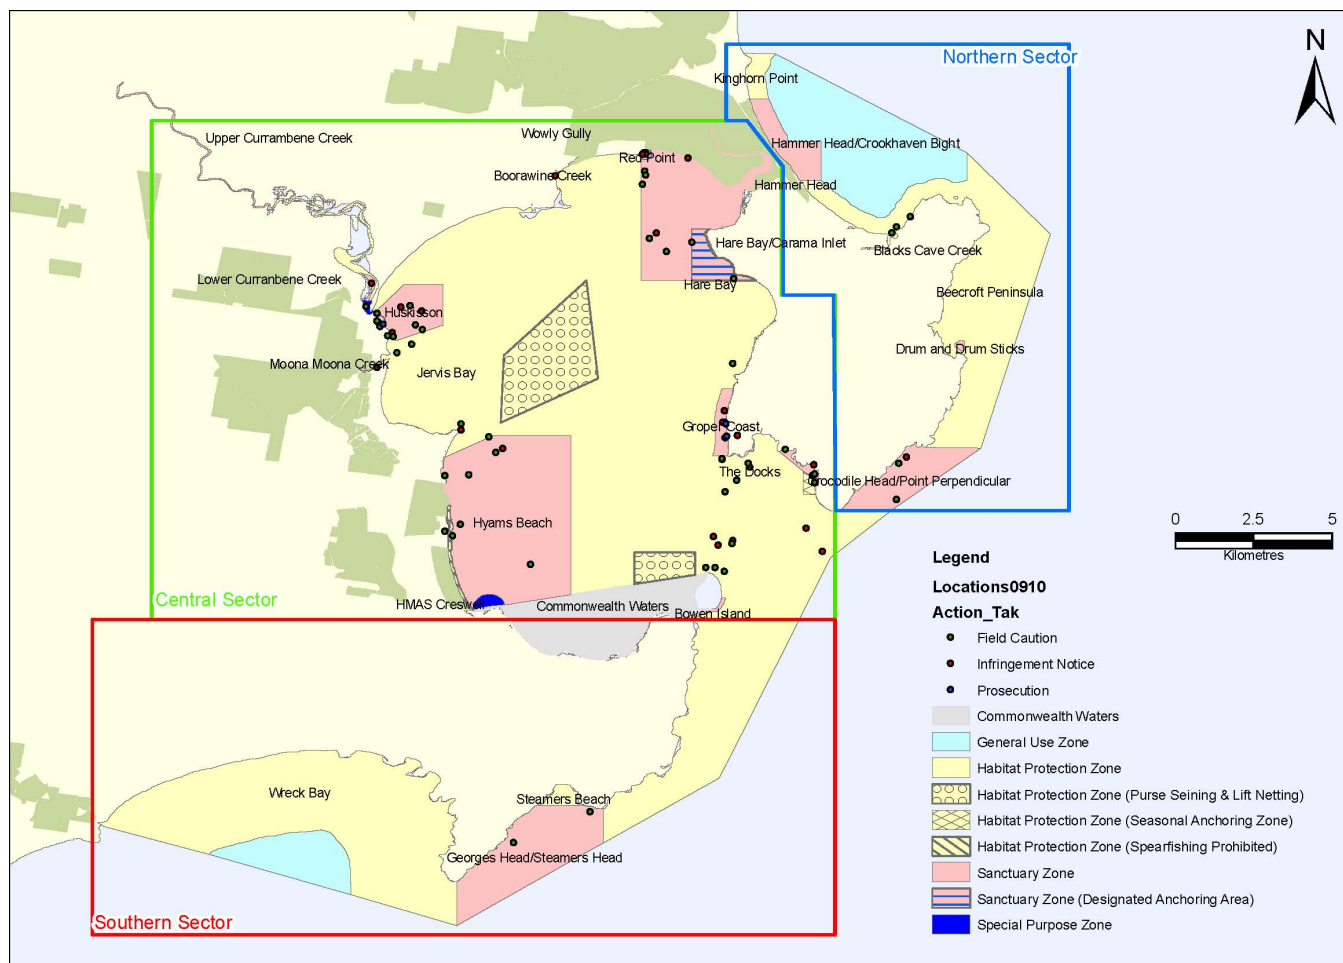 N
Northern Sector
Kinghorn Point
Upper Currambene Creek
Wowly Gully
Hammer Head/Crookhaven Bight
Red Point
Boorawine Creek
Hammer Head
Hare Bay/Carama Inlet
Blacks Cave Creek
Lower Curranbene Creek
Hare Bay
Beecroft Peninsula
Huskisson
Drum and Drum Sticks
Moona Moona Creek
Jervis Bay
Groper Coast
The Docks
Crocodile Head/Point Perpendicular
Hyams Beach
0 2.5 5
Kilometres
Legend
Locations0910
Action_Tak
Field Caution
Infringement Notice
Prosecution
Commonwealth Waters
General Use Zone
Habitat Protection Zone
Habitat Protection Zone (Purse Seining & Lift Netting)
Habitat Protection Zone (Seasonal Anchoring Zone)
Habitat Protection Zone (Spearfishing Prohibited)
Sanctuary Zone
Sanctuary Zone (Designated Anchoring Area)
Special Purpose Zone
Central Sector
HMAS Creswell
Commonwealth Waters
Bowen Island
Wreck Bay
Steamers Beach
Georges Head/Steamers Head
Southern Sector